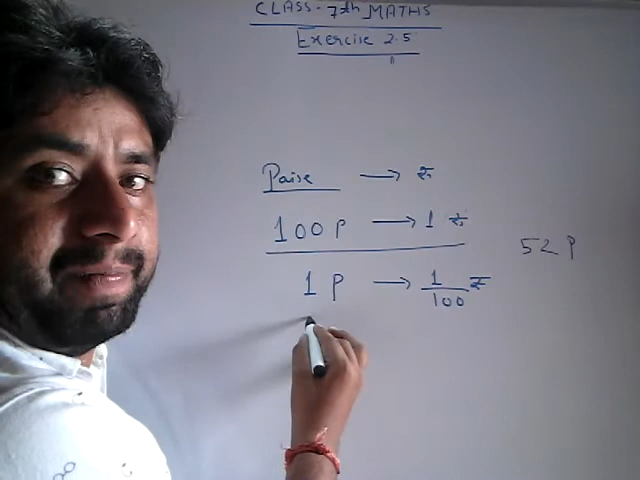 CLASS - 7th MATHS
Exercise 2.5
Paise → ₹
100 P → 1 ₹
52 P
1 P → 1/100 ₹